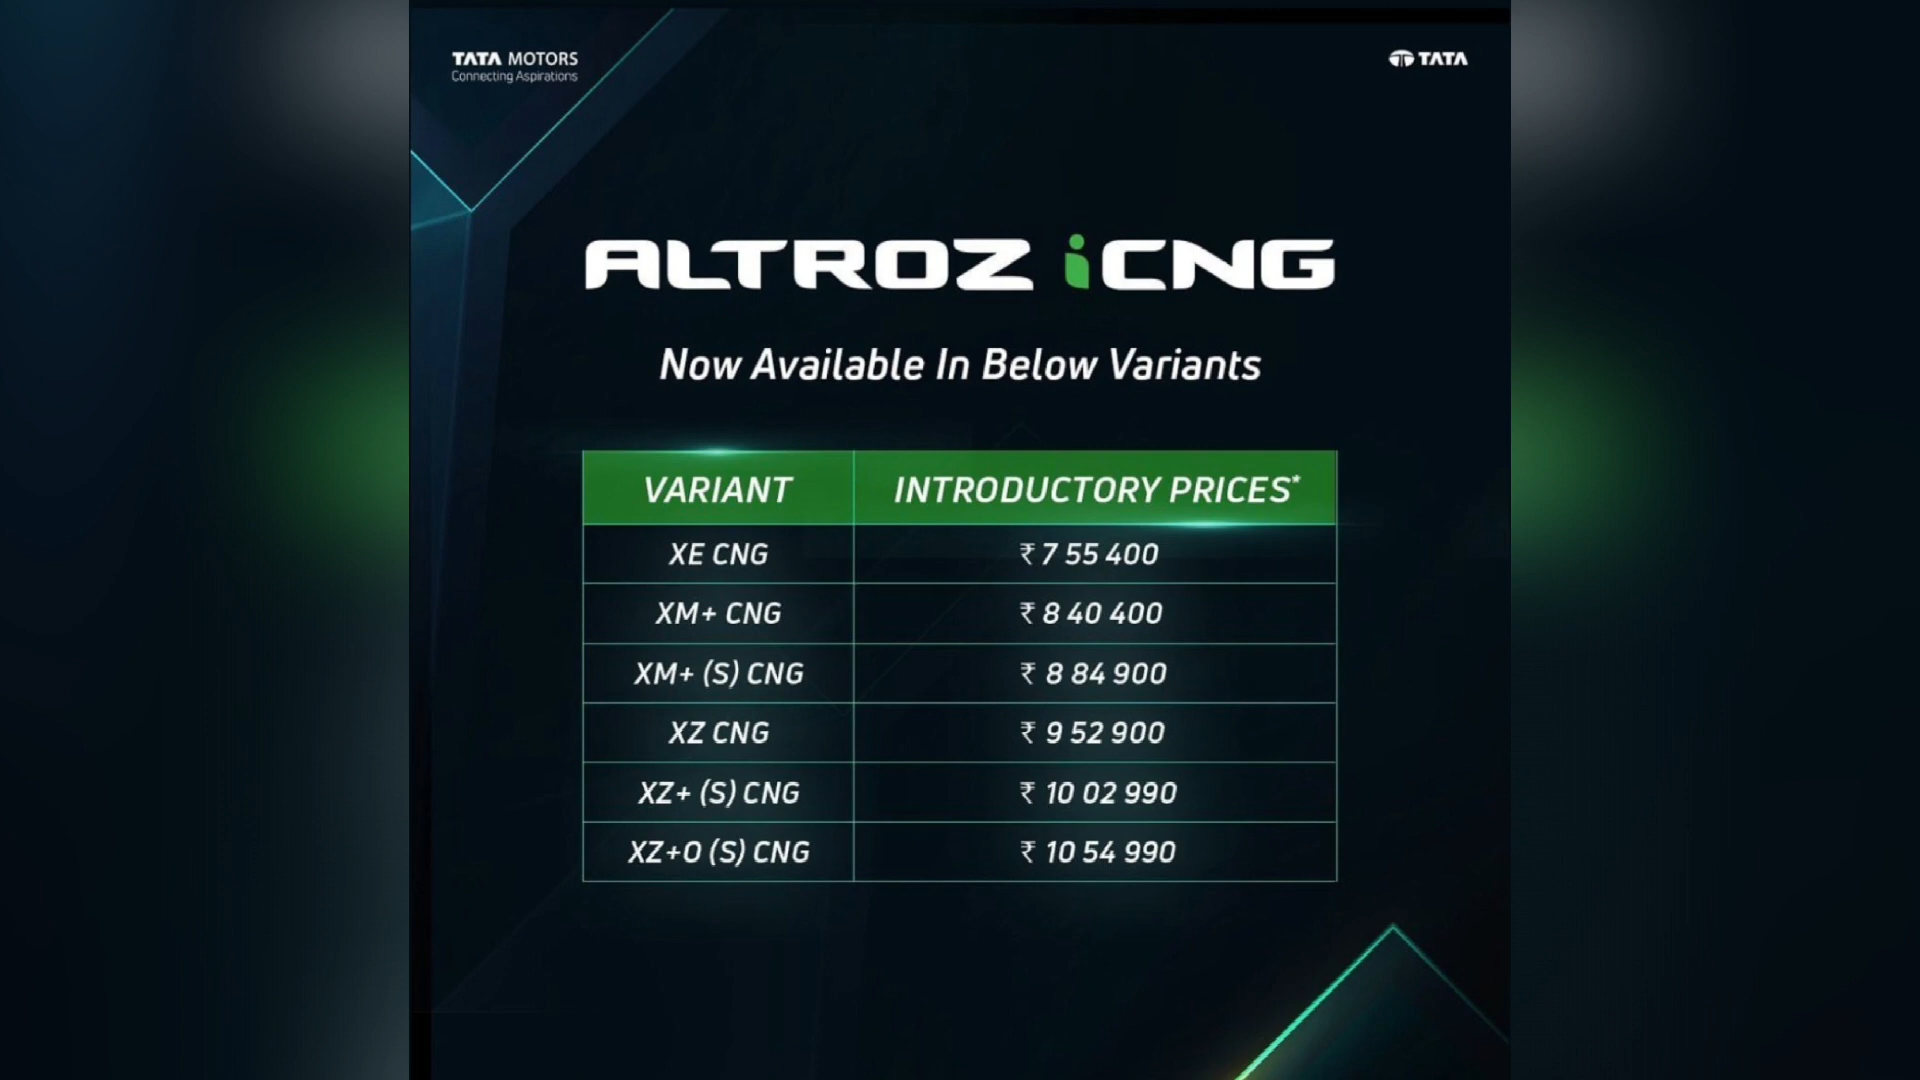 TATA MOTORS
Connecting Aspirations
TATA
ALTROZ iCNG
Now Available In Below Variants
VARIANT INTRODUCTORY PRICES*
XE CNG ₹ 7 55 400
XM+ CNG ₹ 8 40 400
XM+ (S) CNG ₹ 8 84 900
XZ CNG ₹ 9 52 900
XZ+ (S) CNG ₹ 10 02 990
XZ+O (S) CNG ₹ 10 54 990